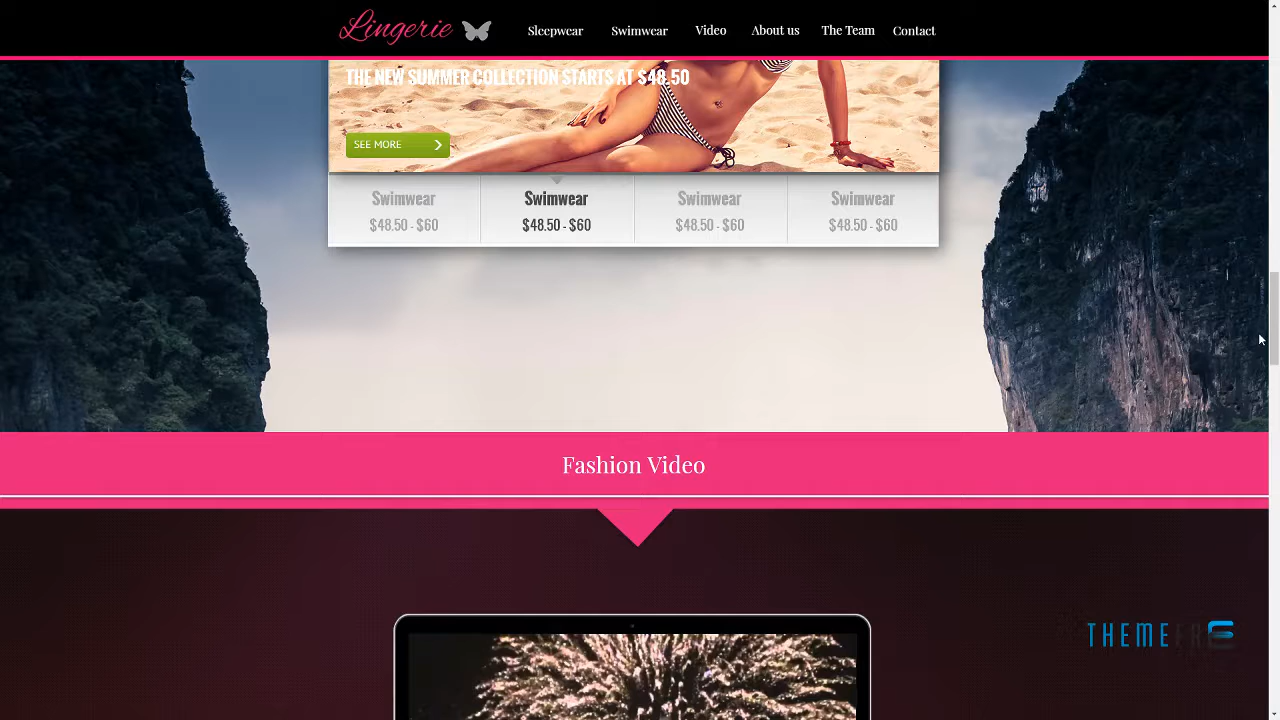 Lingerie
Sleepwear Swimwear Video About us The Team Contact
THE NEW SUMMER COLLECTION STARTS AT $48.50
SEE MORE
Swimwear Swimwear Swimwear Swimwear
$48.50 - $60 $48.50 - $60 $48.50 - $60 $48.50 - $60
Fashion Video
THEMEFRE